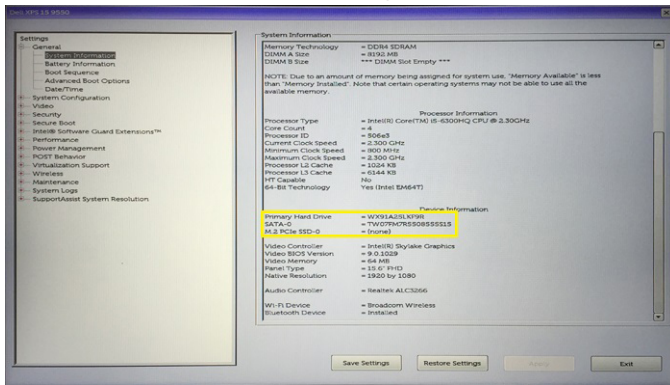 Dell XPS 15 9550
Settings
General
System Information
Battery Information
Boot Sequence
Advanced Boot Options
Date/Time
System Configuration
Video
Security
Secure Boot
Intel® Software Guard Extensions™
Performance
Power Management
POST Behavior
Virtualization Support
Wireless
Maintenance
System Logs
SupportAssist System Resolution
System Information
Memory Technology = DDR4 SDRAM
DIMM A Size = 8192 MB
DIMM B Size *** DIMM Slot Empty ***
NOTE: Due to an amount of memory being assigned for system use, "Memory Available" is less
than "Memory Installed". Note that certain operating systems may not be able to use all the
available memory.
Processor Information
Processor Type = Intel(R) Core(TM) i5-6300HQ CPU @ 2.30GHz
Core Count = 4
Processor ID = 506e3
Current Clock Speed = 2.300 GHz
Minimum Clock Speed = 800 MHz
Maximum Clock Speed = 2.300 GHz
Processor L2 Cache = 1024 KB
Processor L3 Cache = 6144 KB
HT Capable No
64-Bit Technology Yes (Intel EM64T)
Device Information
Primary Hard Drive = WX91A25LKF9R
SATA-0 = TW07FM7R5508555515
M.2 PCIe SSD-0 = (none)
Video Controller = Intel(R) Skylake Graphics
Video BIOS Version = 9.0.1029
Video Memory = 64 MB
Panel Type = 15.6" FHD
Native Resolution = 1920 by 1080
Audio Controller = Realtek ALC3266
Wi-Fi Device = Broadcom Wireless
Bluetooth Device = Installed
Save Settings
Restore Settings
Apply
Exit